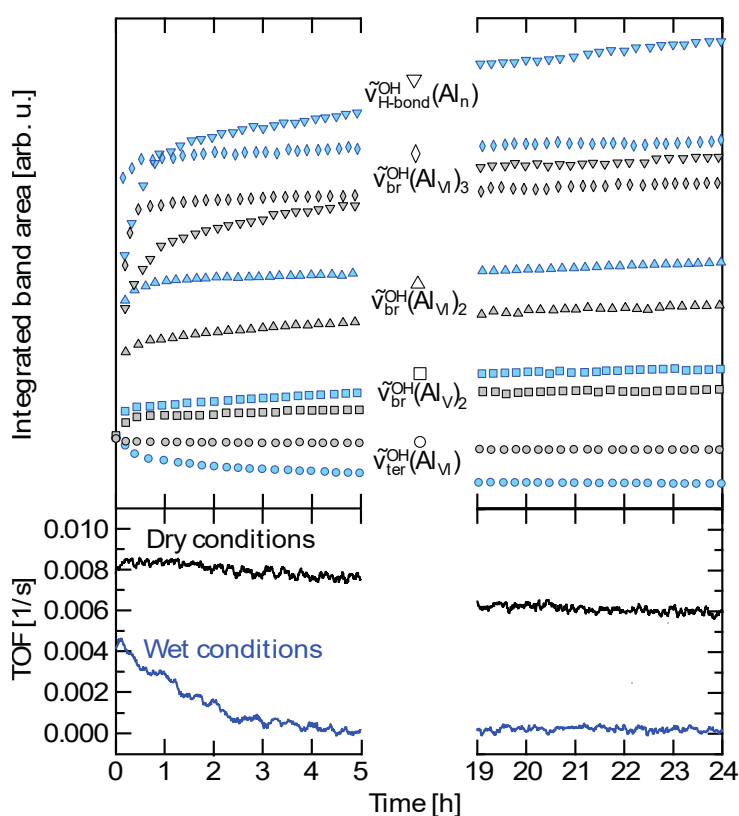 Integrated band area [arb. u.]
ṽ^OH_H-bond(Al_n)
ṽ^OH_br(Al_VI)_3
ṽ^OH_br(Al_VI)_2
ṽ^OH_br(Al_V)_2
ṽ^OH_ter(Al_VI)
TOF [1/s]
0.010
0.008
0.006
0.004
0.002
0.000
Dry conditions
Wet conditions
0 1 2 3 4 5 19 20 21 22 23 24
Time [h]